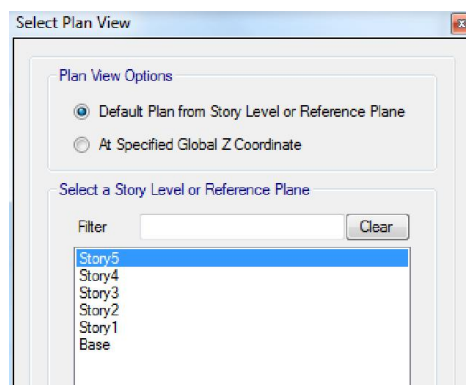 Select Plan View
x
Plan View Options
Default Plan from Story Level or Reference Plane
At Specified Global Z Coordinate
Select a Story Level or Reference Plane
Filter Clear
Story5
Story4
Story3
Story2
Story1
Base